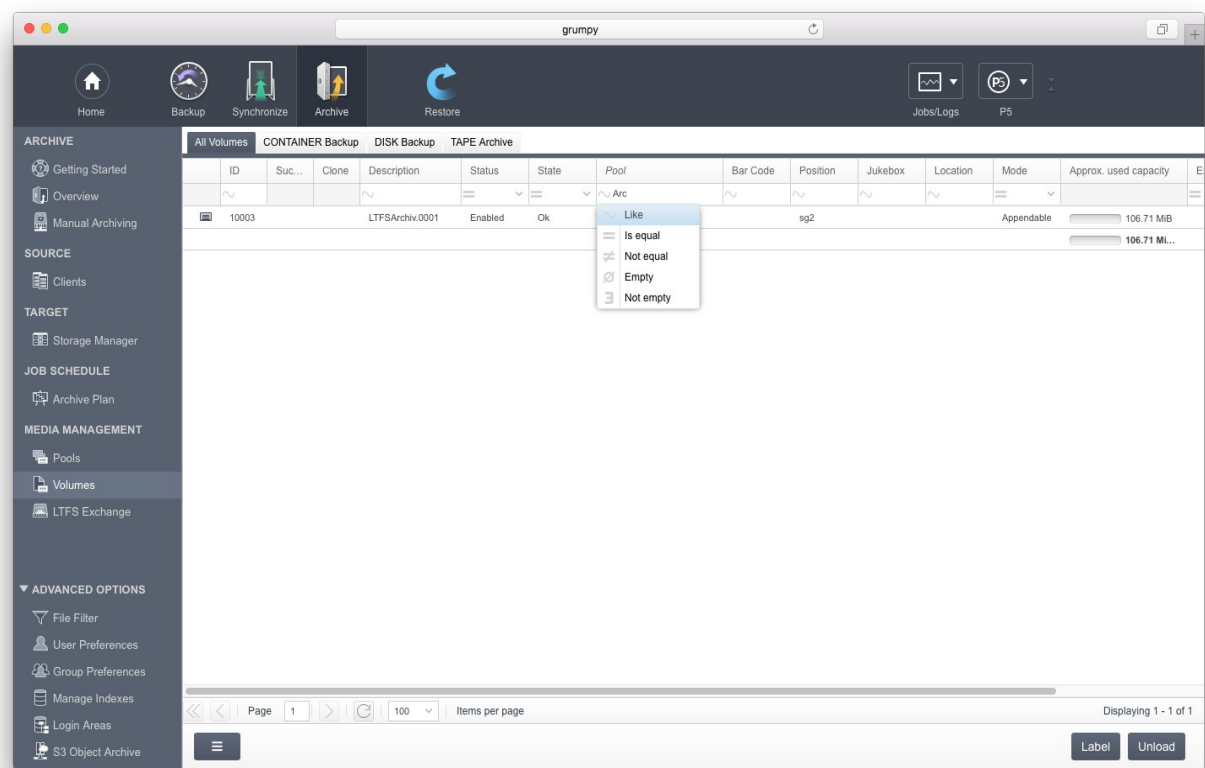 grumpy
Home
Backup
Synchronize
Archive
Restore
Jobs/Logs
P5
P5
ARCHIVE
Getting Started
Overview
Manual Archiving
SOURCE
Clients
TARGET
Storage Manager
JOB SCHEDULE
Archive Plan
MEDIA MANAGEMENT
Pools
Volumes
LTFS Exchange
ADVANCED OPTIONS
File Filter
User Preferences
Group Preferences
Manage Indexes
Login Areas
S3 Object Archive
All Volumes CONTAINER Backup DISK Backup TAPE Archive
ID Suc... Clone Description Status State Pool Bar Code Position Jukebox Location Mode Approx. used capacity E
Arc
10003 LTFSArchiv.0001 Enabled Ok sg2 Appendable 106.71 MiB
106.71 Mi...
Like
Is equal
Not equal
Empty
Not empty
Page 1 100 Items per page Displaying 1 - 1 of 1
Label Unload